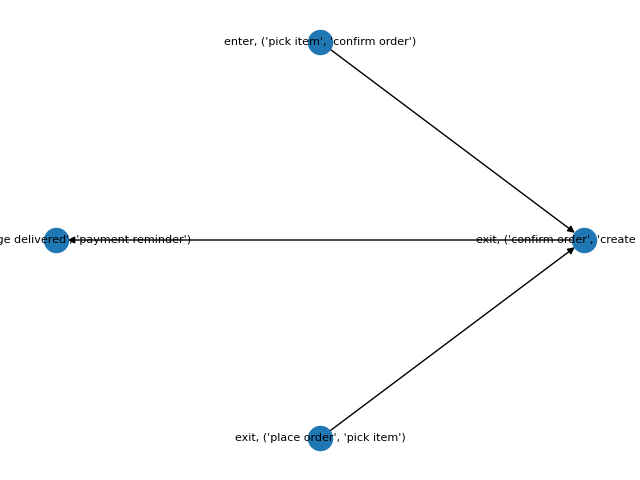 enter, ('pick item', 'confirm order')
ge delivered', 'payment reminder')
exit, ('confirm order', 'create
exit, ('place order', 'pick item')